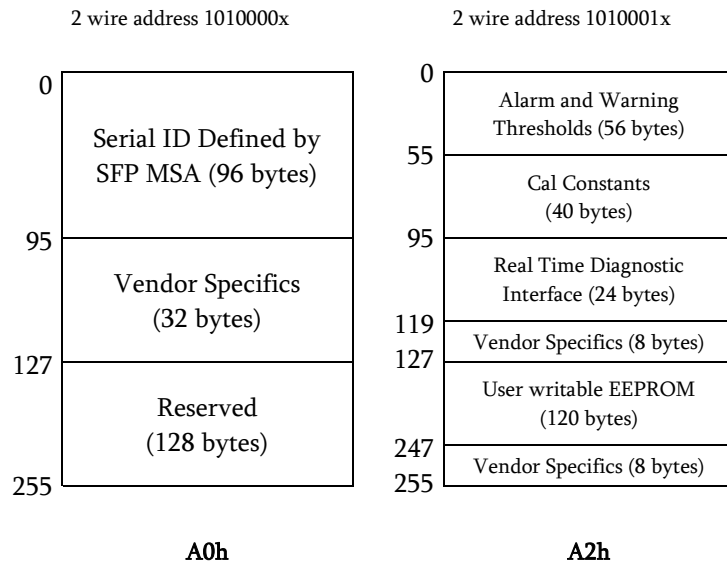 2 wire address 1010000x
0
Serial ID Defined by
SFP MSA (96 bytes)
95
Vendor Specifics
(32 bytes)
127
Reserved
(128 bytes)
255
A0h
2 wire address 1010001x
0
Alarm and Warning
Thresholds (56 bytes)
55
Cal Constants
(40 bytes)
95
Real Time Diagnostic
Interface (24 bytes)
119
Vendor Specifics (8 bytes)
127
User writable EEPROM
(120 bytes)
247
Vendor Specifics (8 bytes)
255
A2h